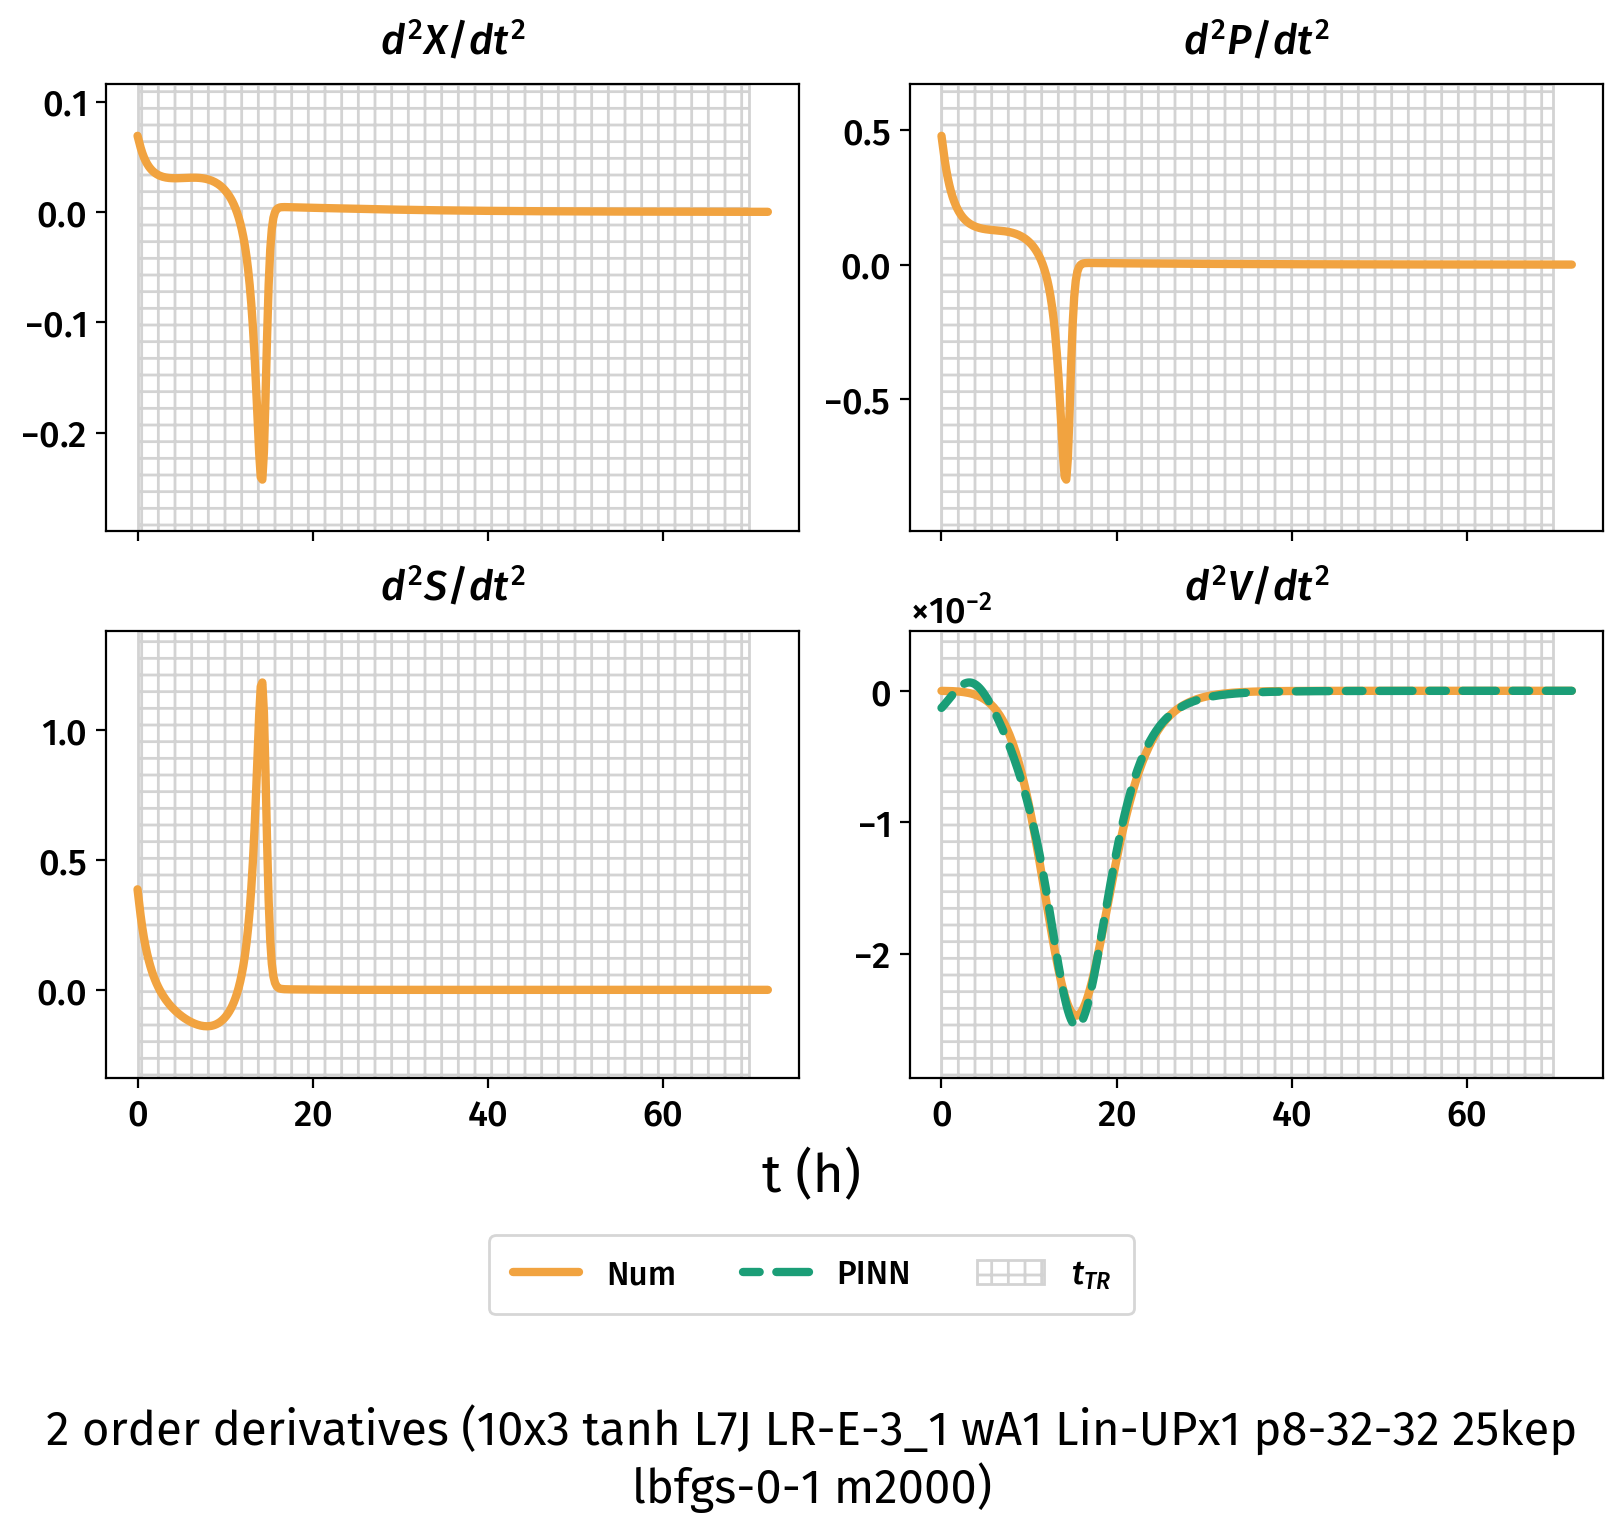 d²X/dt²
d²P/dt²
0.1
0.0
−0.1
−0.2
0.5
0.0
−0.5
d²S/dt²
d²V/dt²
×10⁻²
1.0
0.5
0.0
0
−1
−2
0 20 40 60
0 20 40 60
t (h)
Num PINN t_TR
2 order derivatives (10x3 tanh L7J LR-E-3_1 wA1 Lin-UPx1 p8-32-32 25kep
lbfgs-0-1 m2000)